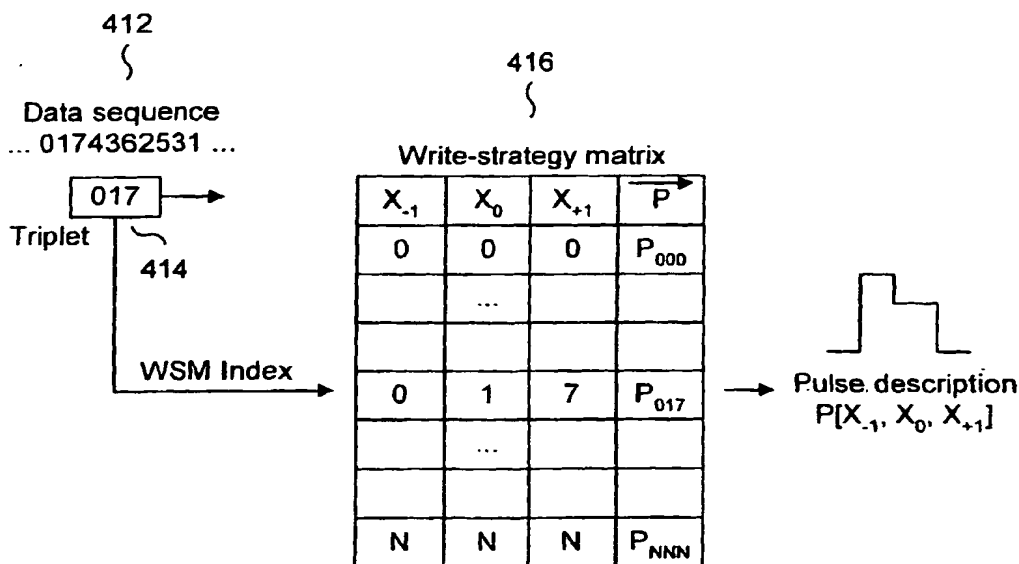 412
Data sequence
... 0174362531 ...
017
Triplet
414
WSM Index
416
Write-strategy matrix
X-1 X0 X+1 P
0 0 0 P000
...
0 1 7 P017
...
N N N PNNN
Pulse description
P[X-1, X0, X+1]